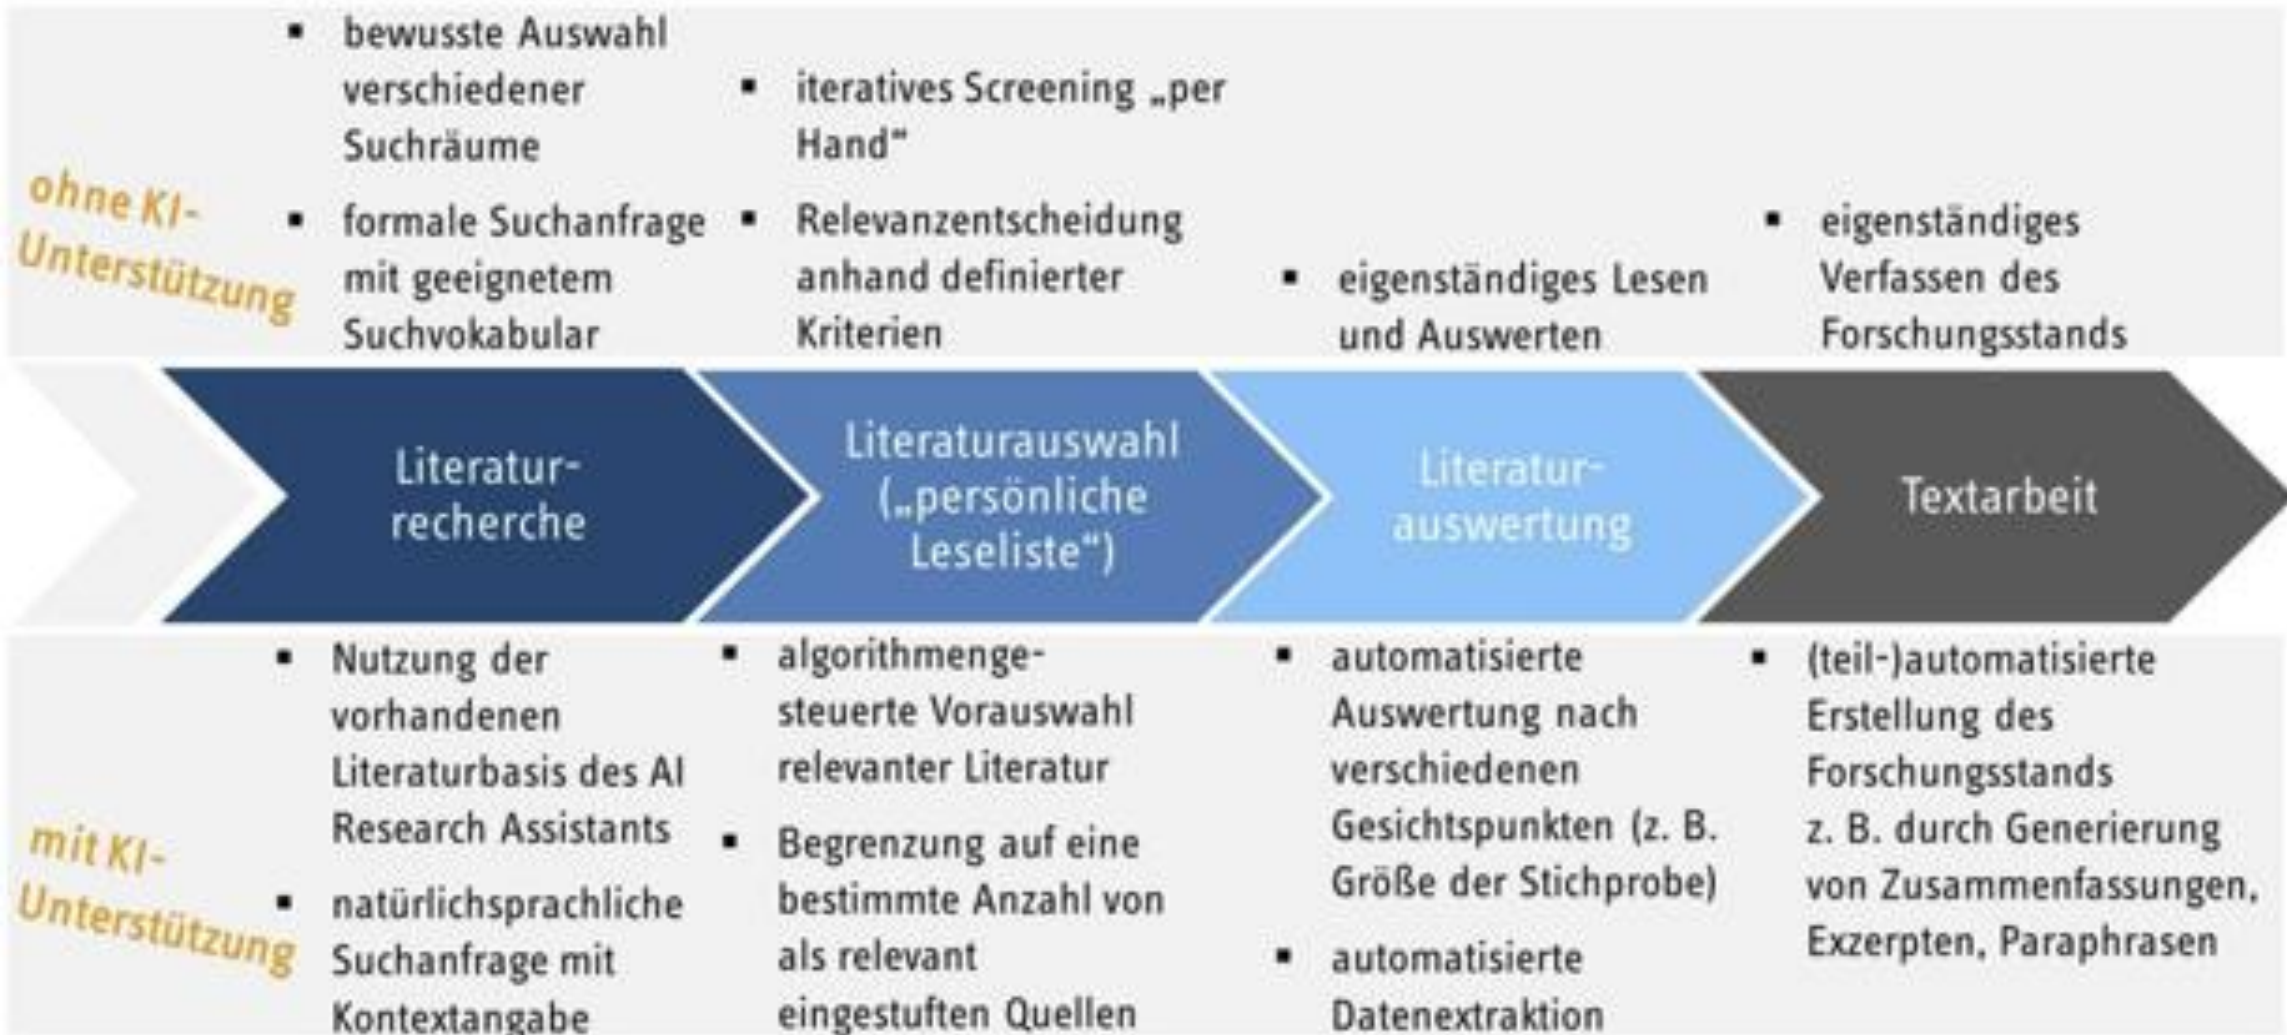 ohne KI-
Unterstützung
▪ bewusste Auswahl
verschiedener
Suchräume
▪ formale Suchanfrage
mit geeignetem
Suchvokabular
▪ iteratives Screening „per
Hand“
▪ Relevanzentscheidung
anhand definierter
Kriterien
▪ eigenständiges Lesen
und Auswerten
▪ eigenständiges
Verfassen des
Forschungsstands
Literatur-
recherche
Literaturauswahl
(„persönliche
Leseliste“)
Literatur-
auswertung
Textarbeit
mit KI-
Unterstützung
▪ Nutzung der
vorhandenen
Literaturbasis des AI
Research Assistants
▪ natürlichsprachliche
Suchanfrage mit
Kontextangabe
▪ algorithmenge-
steuerte Vorauswahl
relevanter Literatur
▪ Begrenzung auf eine
bestimmte Anzahl von
als relevant
eingestuften Quellen
▪ automatisierte
Auswertung nach
verschiedenen
Gesichtspunkten (z. B.
Größe der Stichprobe)
▪ automatisierte
Datenextraktion
▪ (teil-)automatisierte
Erstellung des
Forschungsstands
z. B. durch Generierung
von Zusammenfassungen,
Exzerpten, Paraphrasen